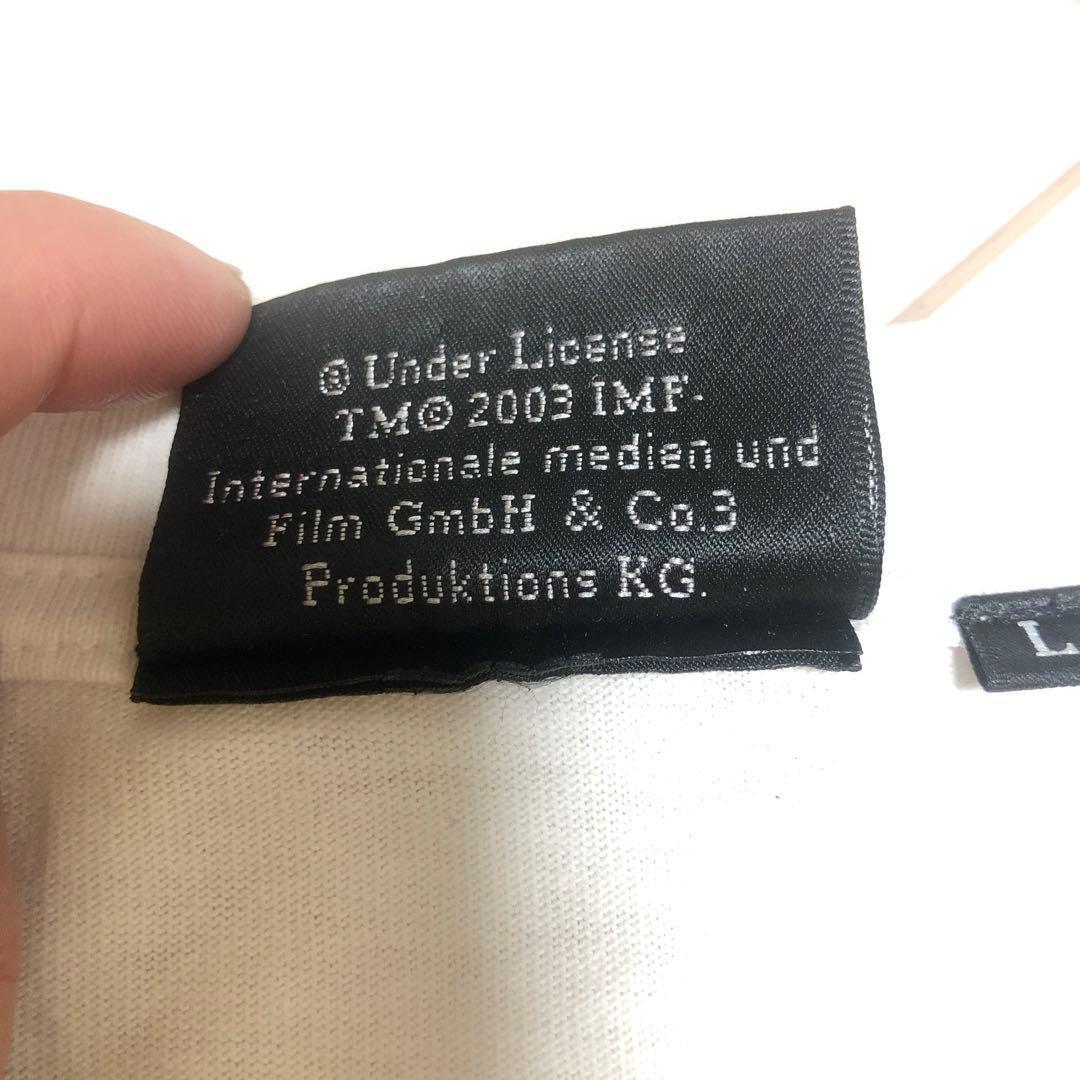 © Under License
TM© 2003 IMF-
Internationale medien und
Film GmbH & Co.3
Produktions KG.
L